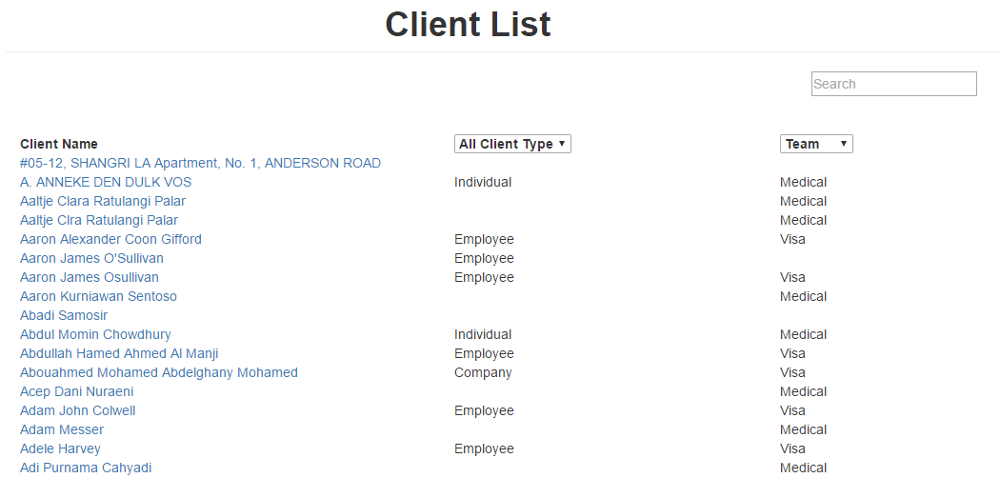 Client List
Search
Client Name All Client Type Team
#05-12, SHANGRI LA Apartment, No. 1, ANDERSON ROAD
A. ANNEKE DEN DULK VOS Individual Medical
Aaltje Clara Ratulangi Palar Medical
Aaltje Clra Ratulangi Palar Medical
Aaron Alexander Coon Gifford Employee Visa
Aaron James O'Sullivan Employee
Aaron James Osullivan Employee Visa
Aaron Kurniawan Sentoso Medical
Abadi Samosir
Abdul Momin Chowdhury Individual Medical
Abdullah Hamed Ahmed Al Manji Employee Visa
Abouahmed Mohamed Abdelghany Mohamed Company Visa
Acep Dani Nuraeni Medical
Adam John Colwell Employee Visa
Adam Messer Medical
Adele Harvey Employee Visa
Adi Purnama Cahyadi Medical